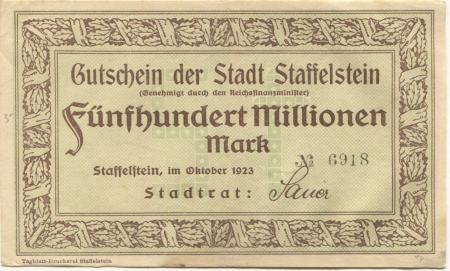 Gutschein der Stadt Staffelstein
(Genehmigt durch den Reichsfinanzminister)
Fünfhundert Millionen
Mark
Staffelstein, im Oktober 1923 № 6918
Stadtrat: Sauer
Tagblatt-Druckerei Staffelstein